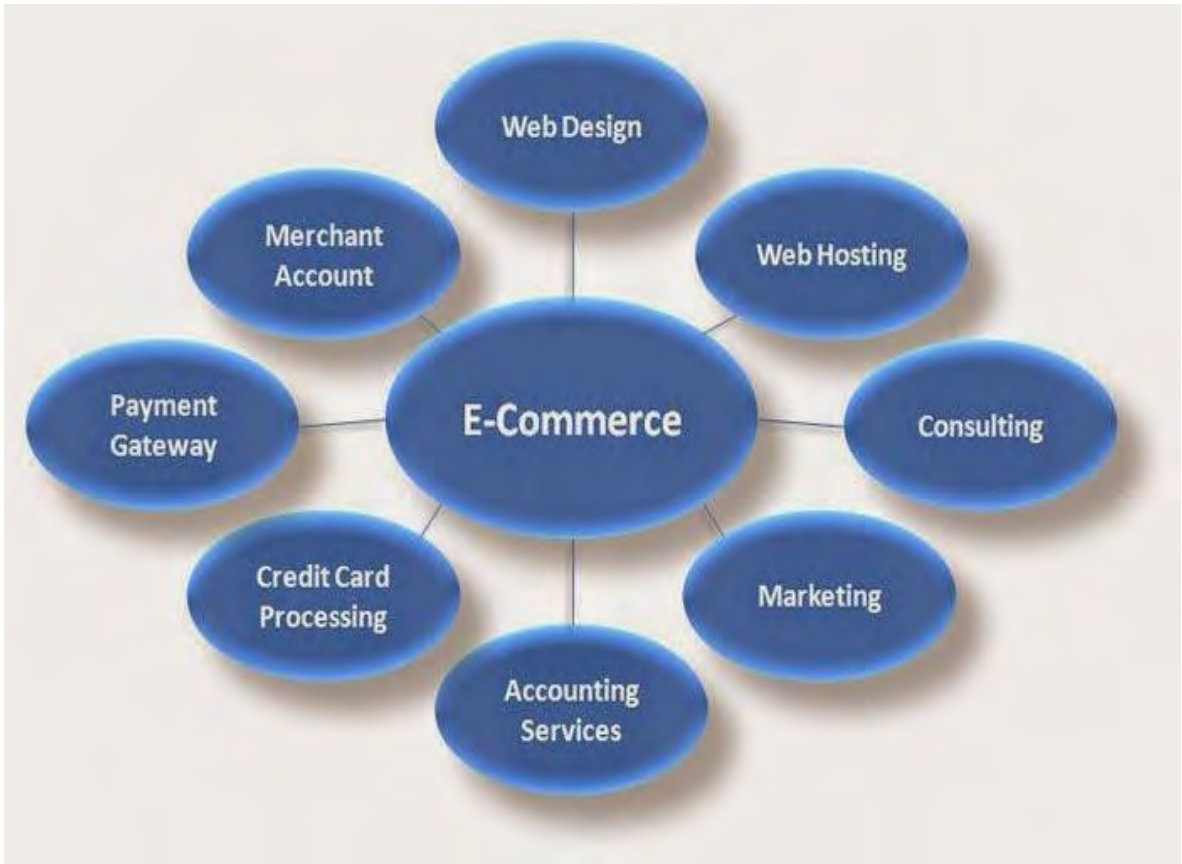 Web Design
Merchant
Account
Web Hosting
Payment
Gateway
E-Commerce
Consulting
Credit Card
Processing
Marketing
Accounting
Services